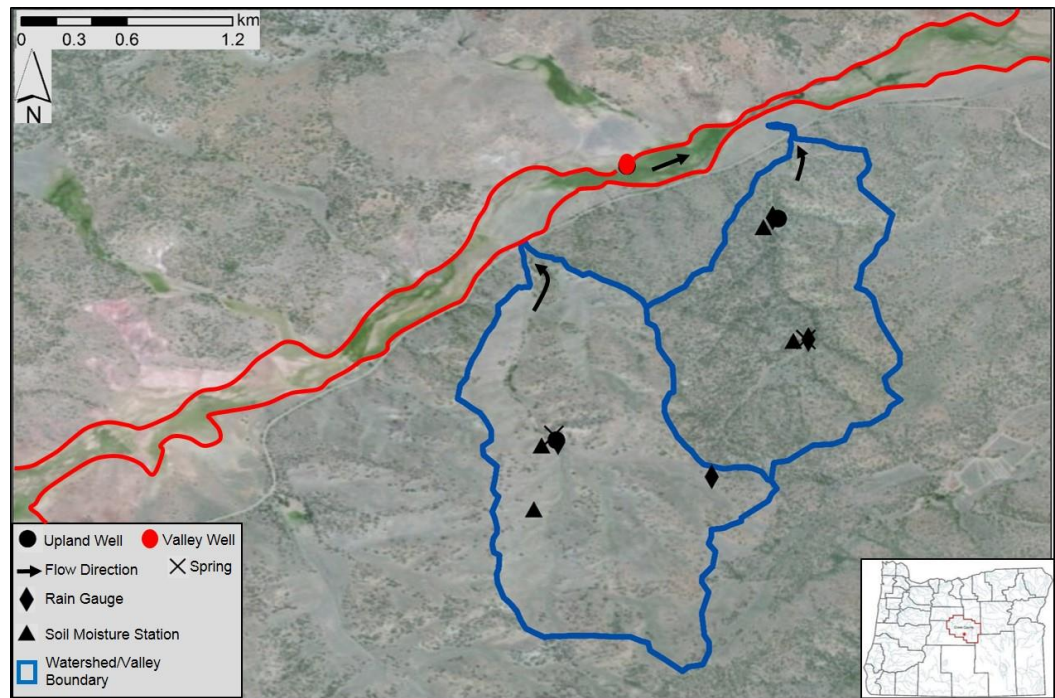 km
0 0.3 0.6 1.2
N
Upland Well Valley Well
Flow Direction Spring
Rain Gauge
Soil Moisture Station
Watershed/Valley
Boundary